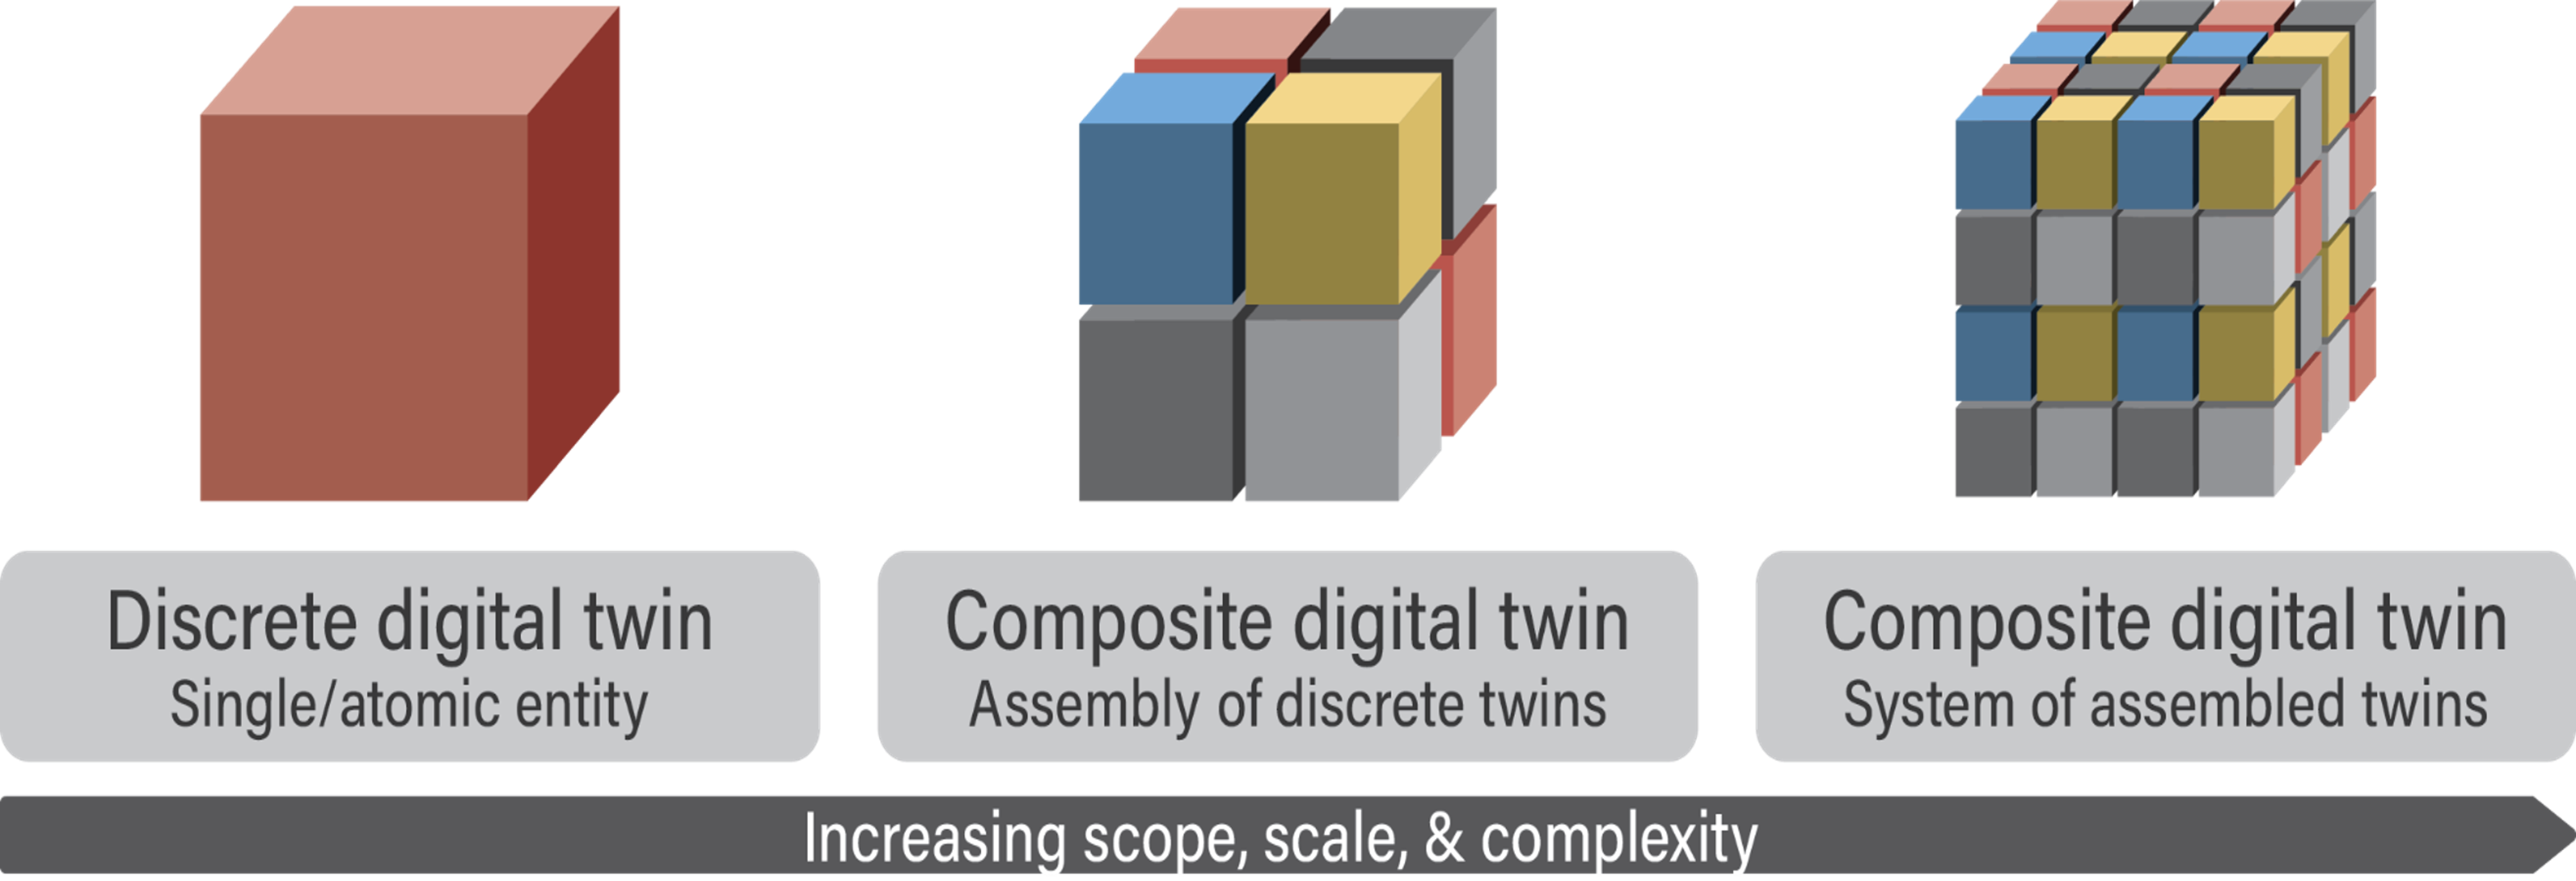 Discrete digital twin
Single/atomic entity
Composite digital twin
Assembly of discrete twins
Composite digital twin
System of assembled twins
Increasing scope, scale, & complexity